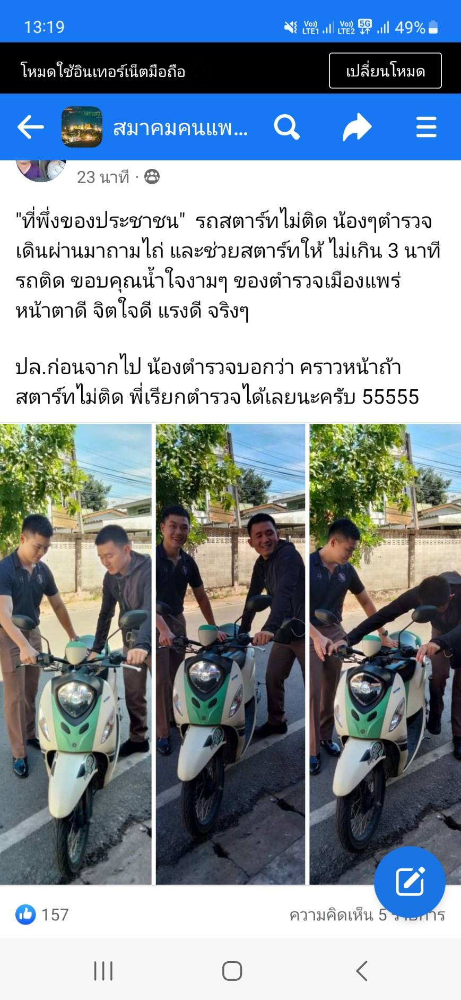 13:19
Vo)) LTE1 Vo)) LTE2 5G 49%
โหมดใช้อินเทอร์เน็ตมือถือ
เปลี่ยนโหมด
สมาคมคนแพ...
23 นาที ·
"ที่พึ่งของประชาชน" รถสตาร์ทไม่ติด น้องๆตำรวจ
เดินผ่านมาถามไถ่ และช่วยสตาร์ทให้ ไม่เกิน 3 นาที
รถติด ขอบคุณน้ำใจงามๆ ของตำรวจเมืองแพร่
หน้าตาดี จิตใจดี แรงดี จริงๆ
ปล.ก่อนจากไป น้องตำรวจบอกว่า คราวหน้าถ้า
สตาร์ทไม่ติด พี่เรียกตำรวจได้เลยนะครับ 55555
157
ความคิดเห็น 5